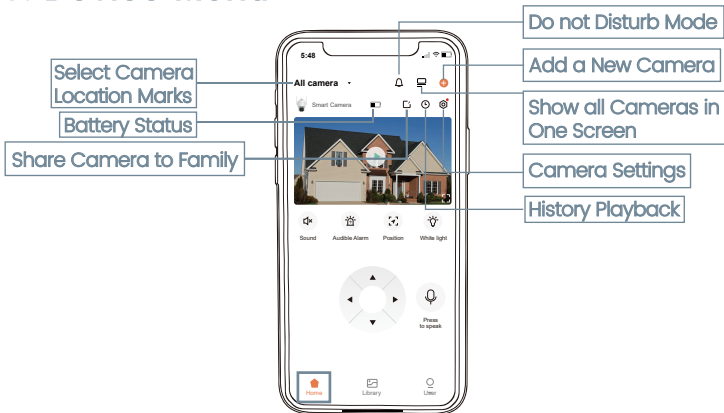 Do not Disturb Mode
Select Camera
Location Marks
Battery Status
Share Camera to Family
Add a New Camera
Show all Cameras in
One Screen
Camera Settings
History Playback
5:48
All camera
Smart Camera
Sound
Audible Alarm
Position
While light
Press
to speak
Home
Library
User